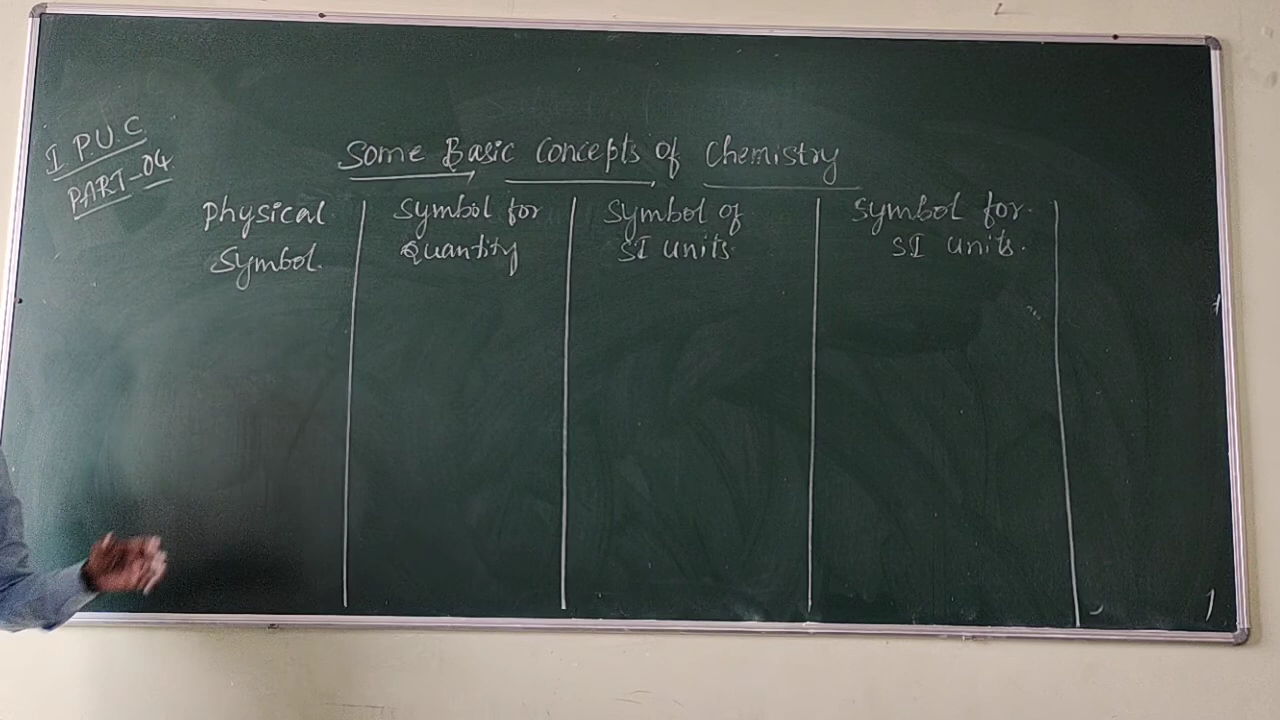 I P.U.C
PART-04
Some Basic Concepts of Chemistry
Physical
Symbol.
Symbol for
Quantity
Symbol of
SI units.
Symbol for
SI units.